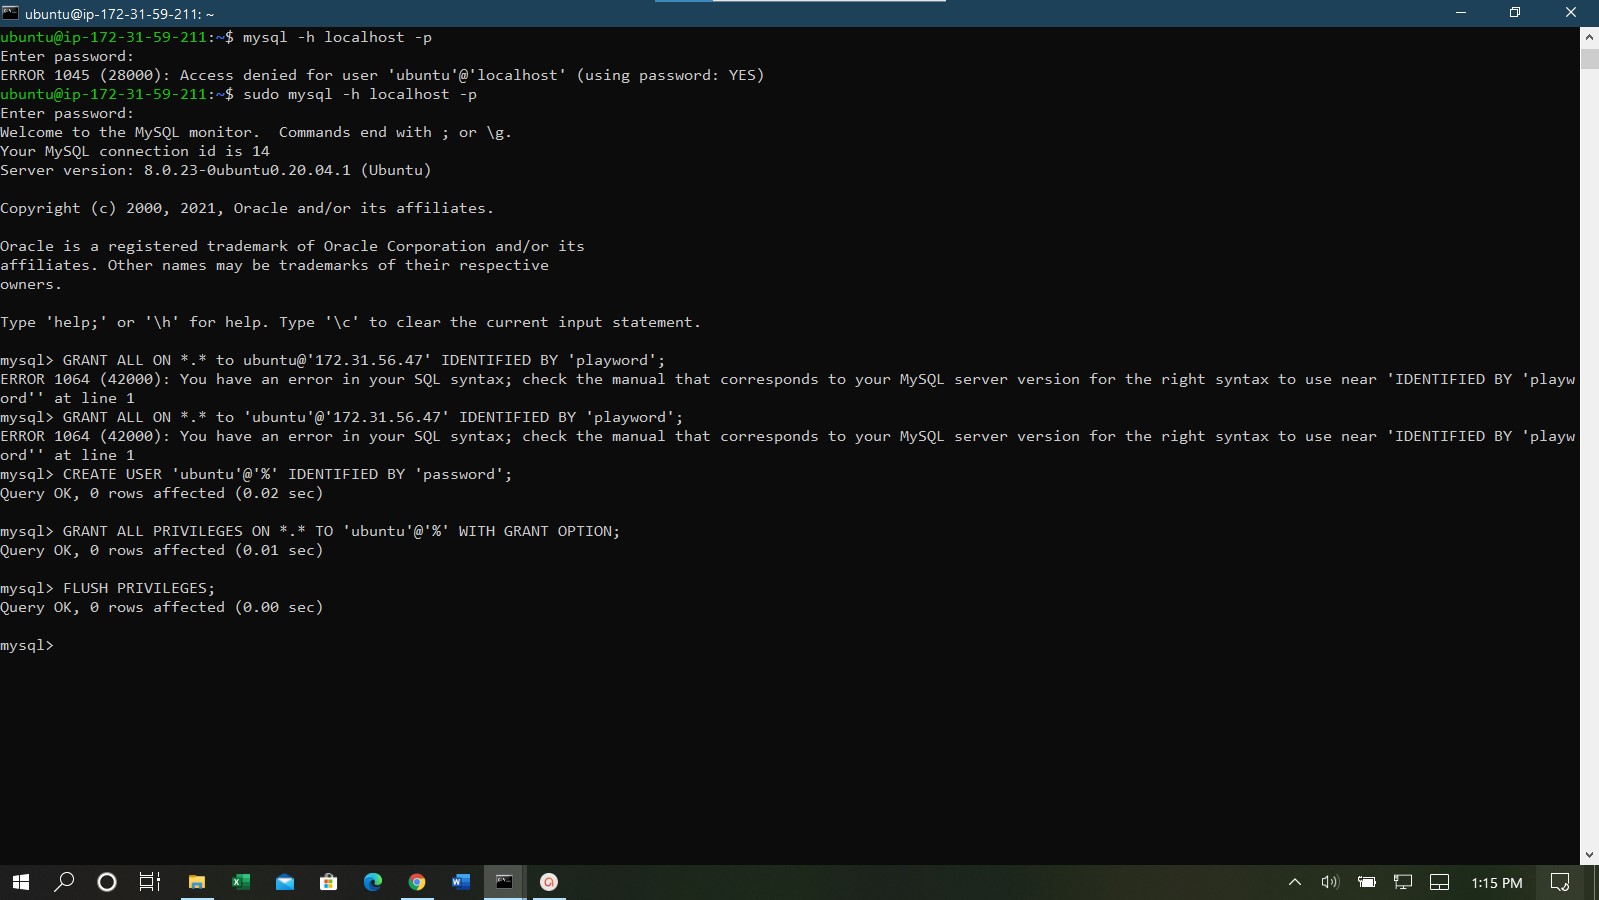 ubuntu@ip-172-31-59-211: ~
ubuntu@ip-172-31-59-211:~$ mysql -h localhost -p
Enter password:
ERROR 1045 (28000): Access denied for user 'ubuntu'@'localhost' (using password: YES)
ubuntu@ip-172-31-59-211:~$ sudo mysql -h localhost -p
Enter password:
Welcome to the MySQL monitor.  Commands end with ; or \g.
Your MySQL connection id is 14
Server version: 8.0.23-0ubuntu0.20.04.1 (Ubuntu)
Copyright (c) 2000, 2021, Oracle and/or its affiliates.
Oracle is a registered trademark of Oracle Corporation and/or its
affiliates. Other names may be trademarks of their respective
owners.
Type 'help;' or '\h' for help. Type '\c' to clear the current input statement.
mysql> GRANT ALL ON *.* to ubuntu@'172.31.56.47' IDENTIFIED BY 'playword';
ERROR 1064 (42000): You have an error in your SQL syntax; check the manual that corresponds to your MySQL server version for the right syntax to use near 'IDENTIFIED BY 'playw
ord'' at line 1
mysql> GRANT ALL ON *.* to 'ubuntu'@'172.31.56.47' IDENTIFIED BY 'playword';
ERROR 1064 (42000): You have an error in your SQL syntax; check the manual that corresponds to your MySQL server version for the right syntax to use near 'IDENTIFIED BY 'playw
ord'' at line 1
mysql> CREATE USER 'ubuntu'@'%' IDENTIFIED BY 'password';
Query OK, 0 rows affected (0.02 sec)
mysql> GRANT ALL PRIVILEGES ON *.* TO 'ubuntu'@'%' WITH GRANT OPTION;
Query OK, 0 rows affected (0.01 sec)
mysql> FLUSH PRIVILEGES;
Query OK, 0 rows affected (0.00 sec)
mysql>
1:15 PM